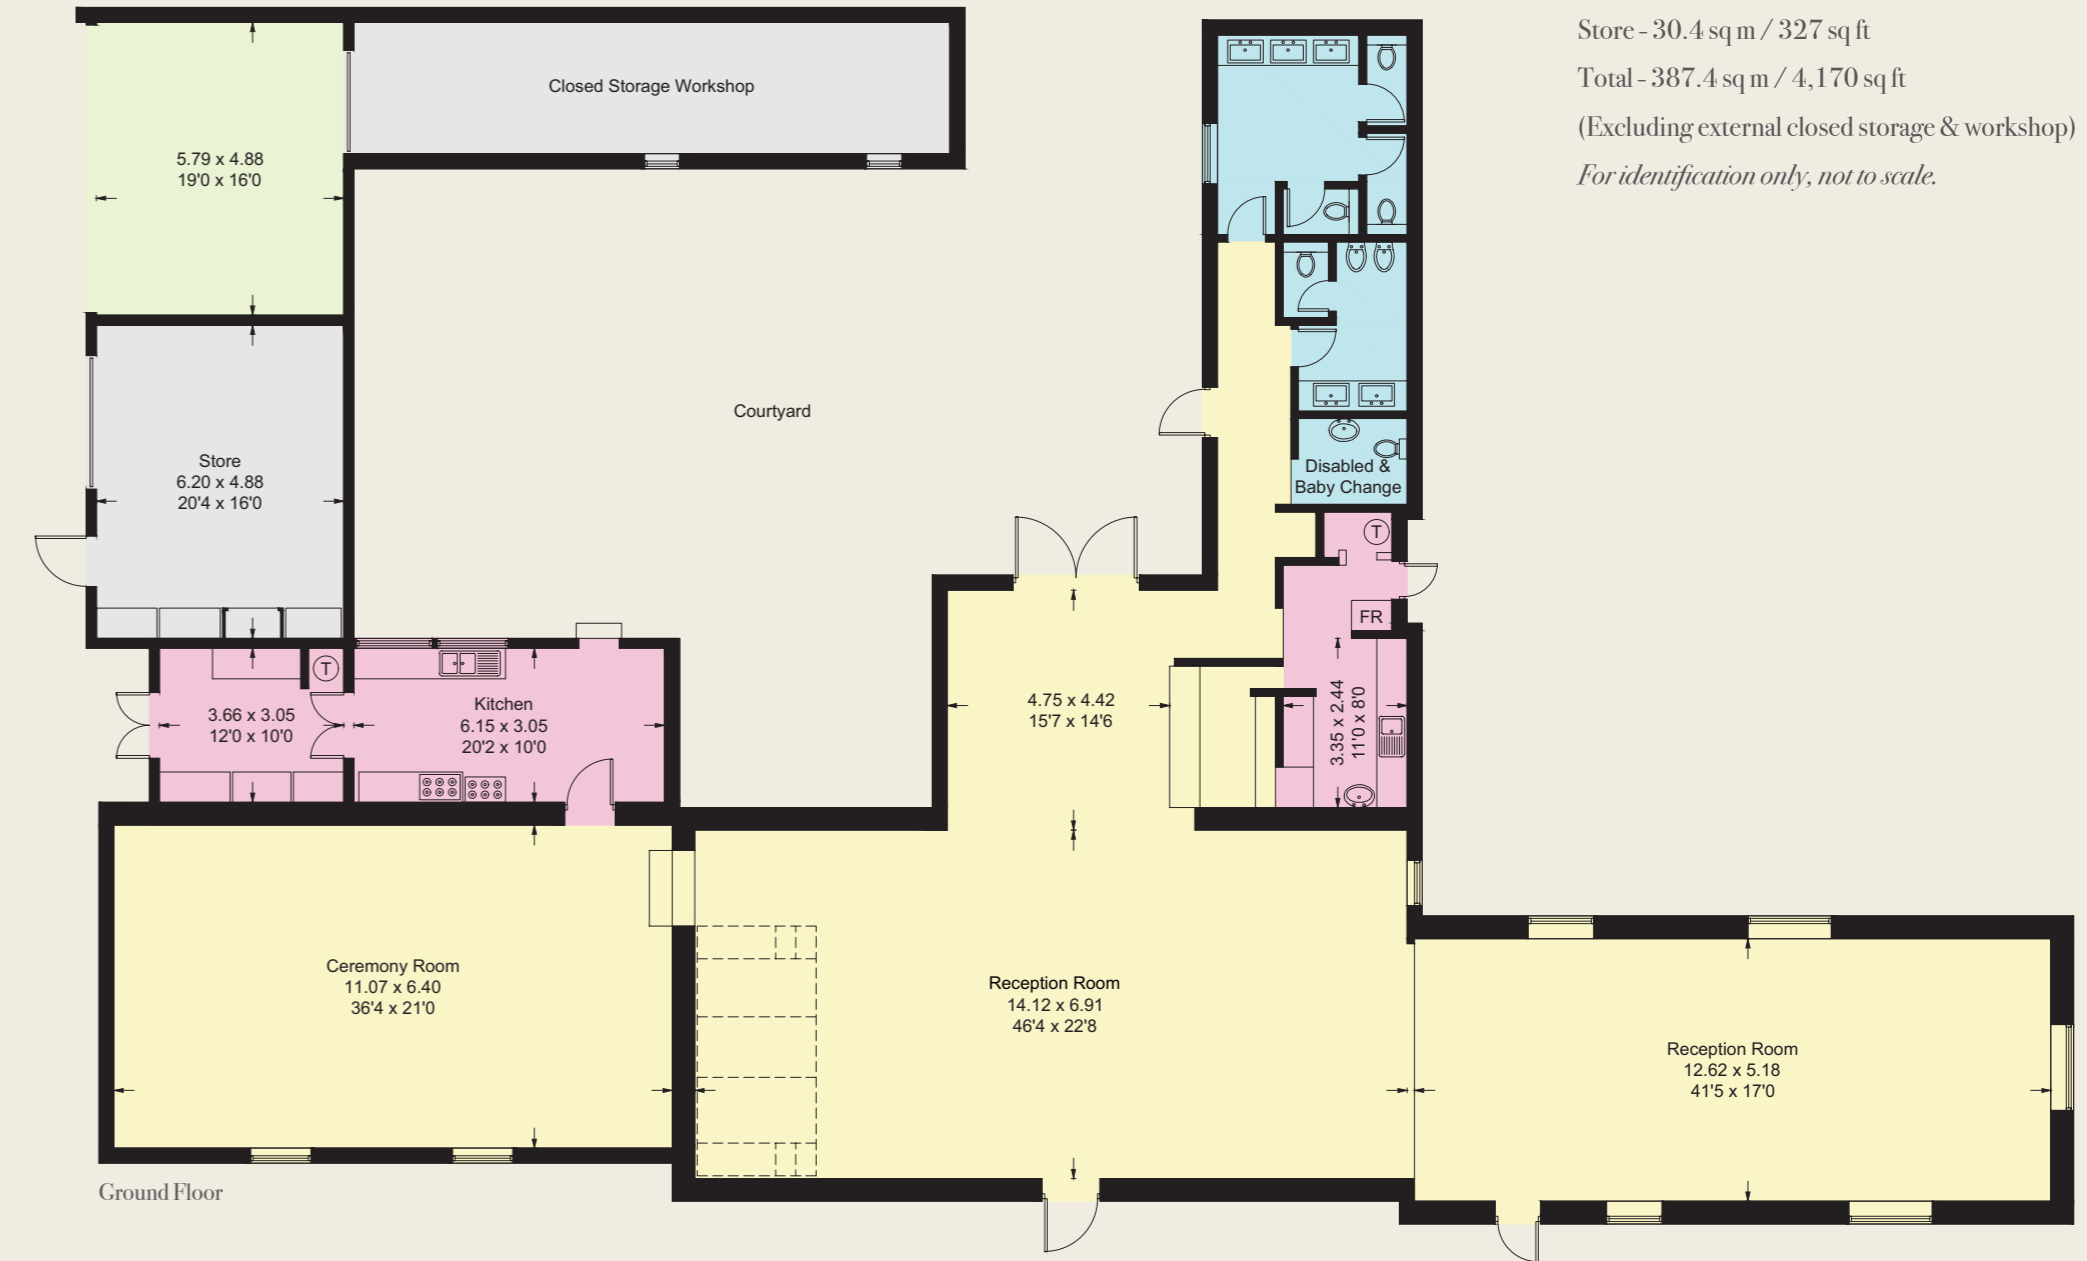 Store - 30.4 sq m / 327 sq ft
Total - 387.4 sq m / 4,170 sq ft
(Excluding external closed storage & workshop)
For identification only, not to scale.
Closed Storage Workshop
5.79 x 4.88
19'0 x 16'0
Courtyard
Store
6.20 x 4.88
20'4 x 16'0
Disabled &
Baby Change
T
FR
T
3.66 x 3.05
12'0 x 10'0
Kitchen
6.15 x 3.05
20'2 x 10'0
4.75 x 4.42
15'7 x 14'6
3.35 x 2.44
11'0 x 8'0
Ceremony Room
11.07 x 6.40
36'4 x 21'0
Reception Room
14.12 x 6.91
46'4 x 22'8
Reception Room
12.62 x 5.18
41'5 x 17'0
Ground Floor